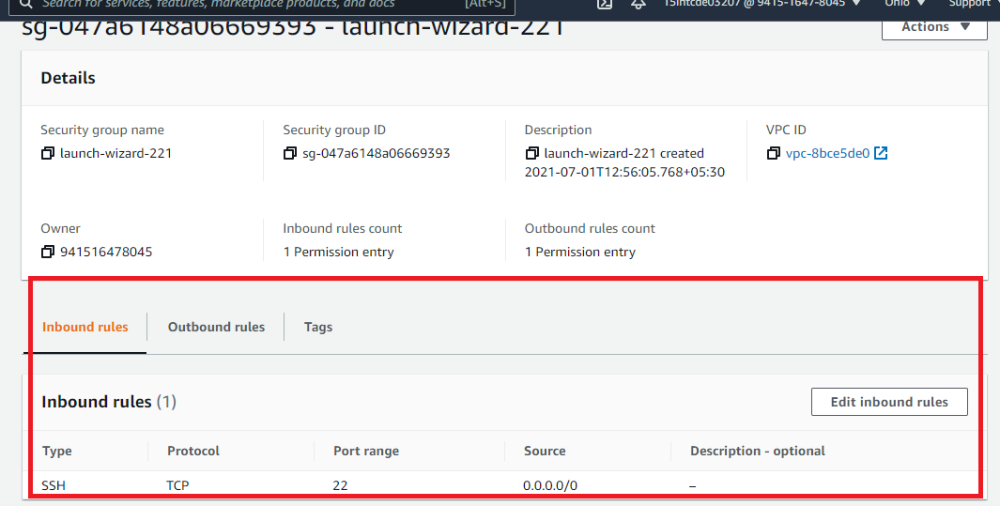 Search for services, features, marketplace products, and docs [Alt+S] 15intcde03207 @ 9415-1647-8045 Ohio Support
sg-047a6148a06669393 - launch-wizard-221 Actions
Details
Security group name Security group ID Description VPC ID
launch-wizard-221 sg-047a6148a06669393 launch-wizard-221 created vpc-8bce5de0
2021-07-01T12:56:05.768+05:30
Owner Inbound rules count Outbound rules count
941516478045 1 Permission entry 1 Permission entry
Inbound rules Outbound rules Tags
Inbound rules (1) Edit inbound rules
Type Protocol Port range Source Description - optional
SSH TCP 22 0.0.0.0/0 –